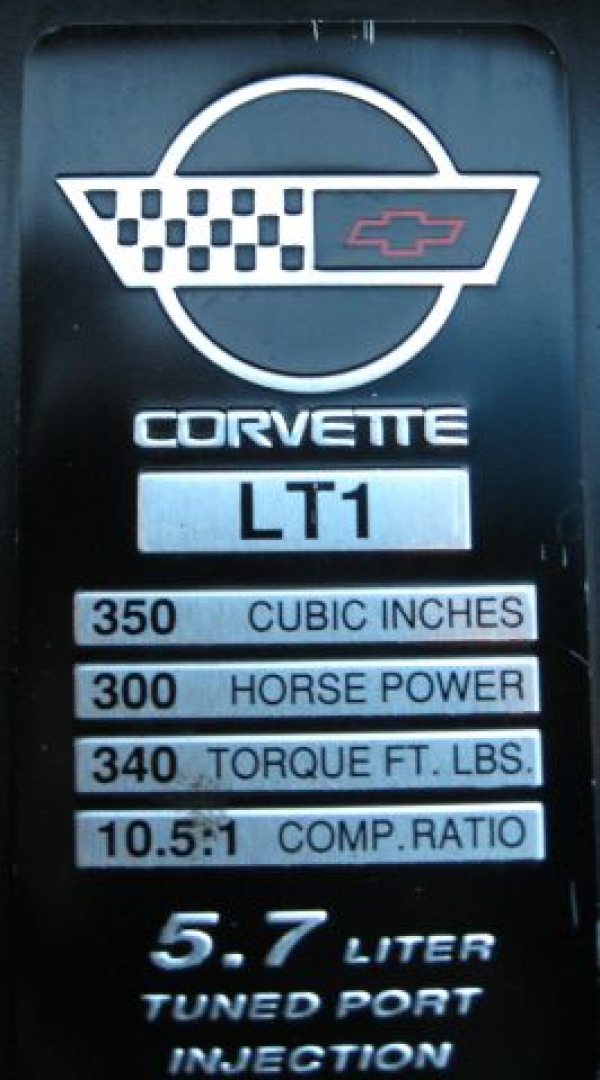 CORVETTE
LT1
350 CUBIC INCHES
300 HORSE POWER
340 TORQUE FT. LBS.
10.5:1 COMP. RATIO
5.7 LITER
TUNED PORT
INJECTION